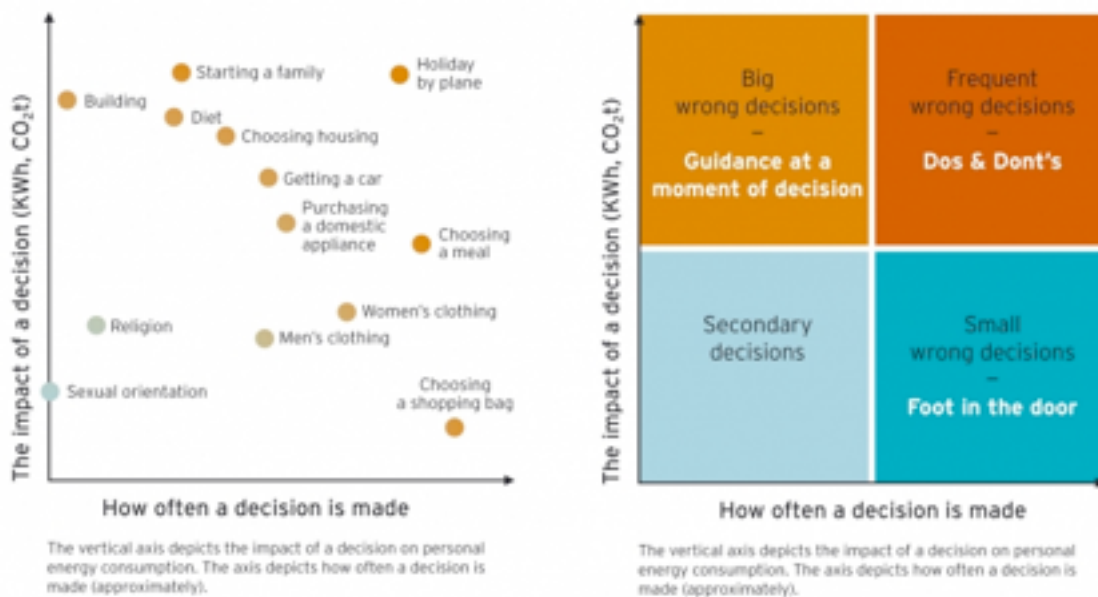 The impact of a decision (KWh, CO₂t)
Starting a family
Holiday
by plane
Building
Diet
Choosing housing
Getting a car
Purchasing
a domestic
appliance
Choosing
a meal
Women's clothing
Religion
Men's clothing
Sexual orientation
Choosing
a shopping bag
How often a decision is made
The vertical axis depicts the impact of a decision on personal
energy consumption. The axis depicts how often a decision is
made (approximately).
The impact of a decision (KWh, CO₂t)
Big
wrong decisions
–
Guidance at a
moment of decision
Frequent
wrong decisions
–
Dos & Dont's
Secondary
decisions
Small
wrong decisions
–
Foot in the door
How often a decision is made
The vertical axis depicts the impact of a decision on personal
energy consumption. The axis depicts how often a decision is
made (approximately).